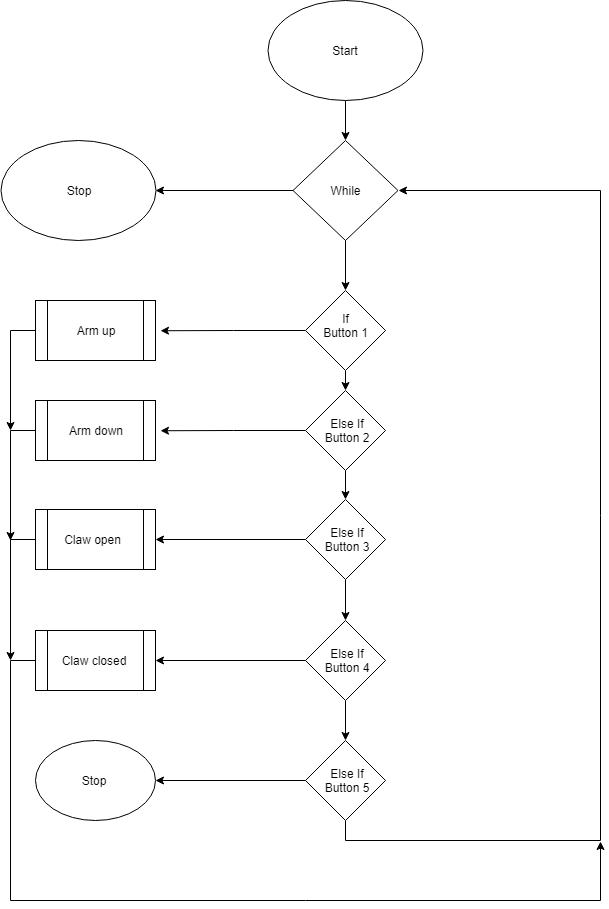 Start
While
Stop
If
Button 1
Arm up
Else If
Button 2
Arm down
Else If
Button 3
Claw open
Else If
Button 4
Claw closed
Else If
Button 5
Stop